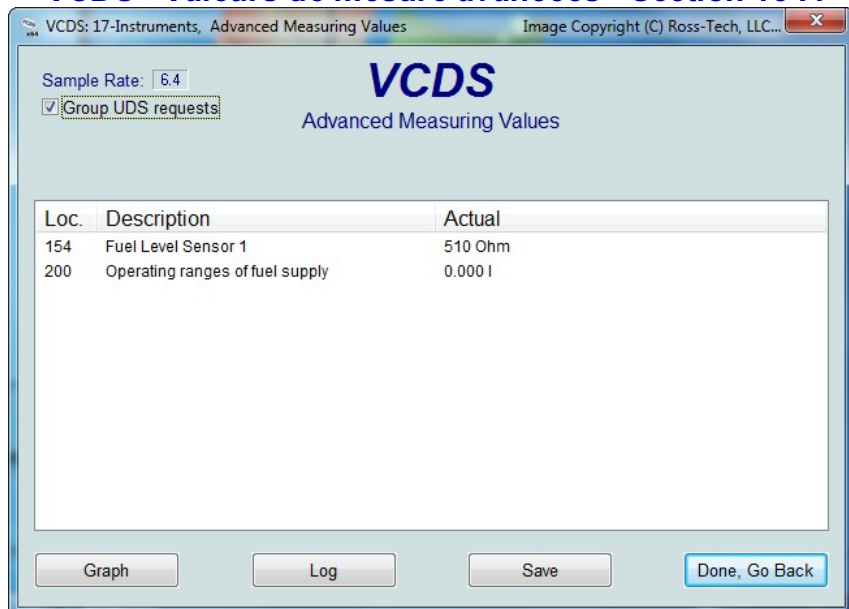 VCDS: 17-Instruments, Advanced Measuring Values Image Copyright (C) Ross-Tech, LLC...
Sample Rate: 6.4
Group UDS requests
VCDS
Advanced Measuring Values
Loc. Description Actual
154 Fuel Level Sensor 1 510 Ohm
200 Operating ranges of fuel supply 0.000 l
Graph Log Save Done, Go Back